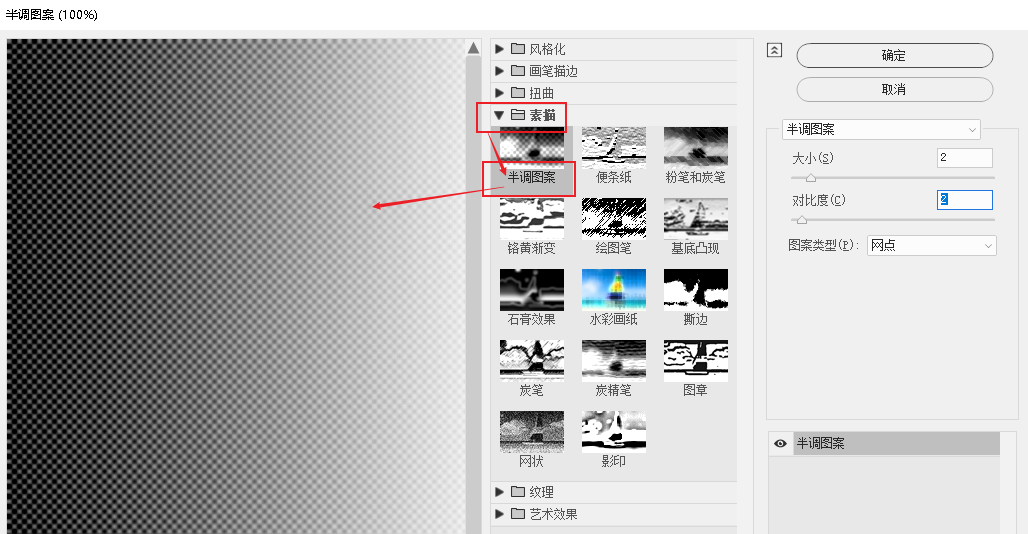 半调图案 (100%)
风格化
画笔描边
扭曲
素描
半调图案
便条纸
粉笔和炭笔
铬黄渐变
绘图笔
基底凸现
石膏效果
水彩画纸
撕边
炭笔
炭精笔
图章
网状
影印
纹理
艺术效果
确定
取消
半调图案
大小(S) 2
对比度(C) 2
图案类型(P): 网点
半调图案